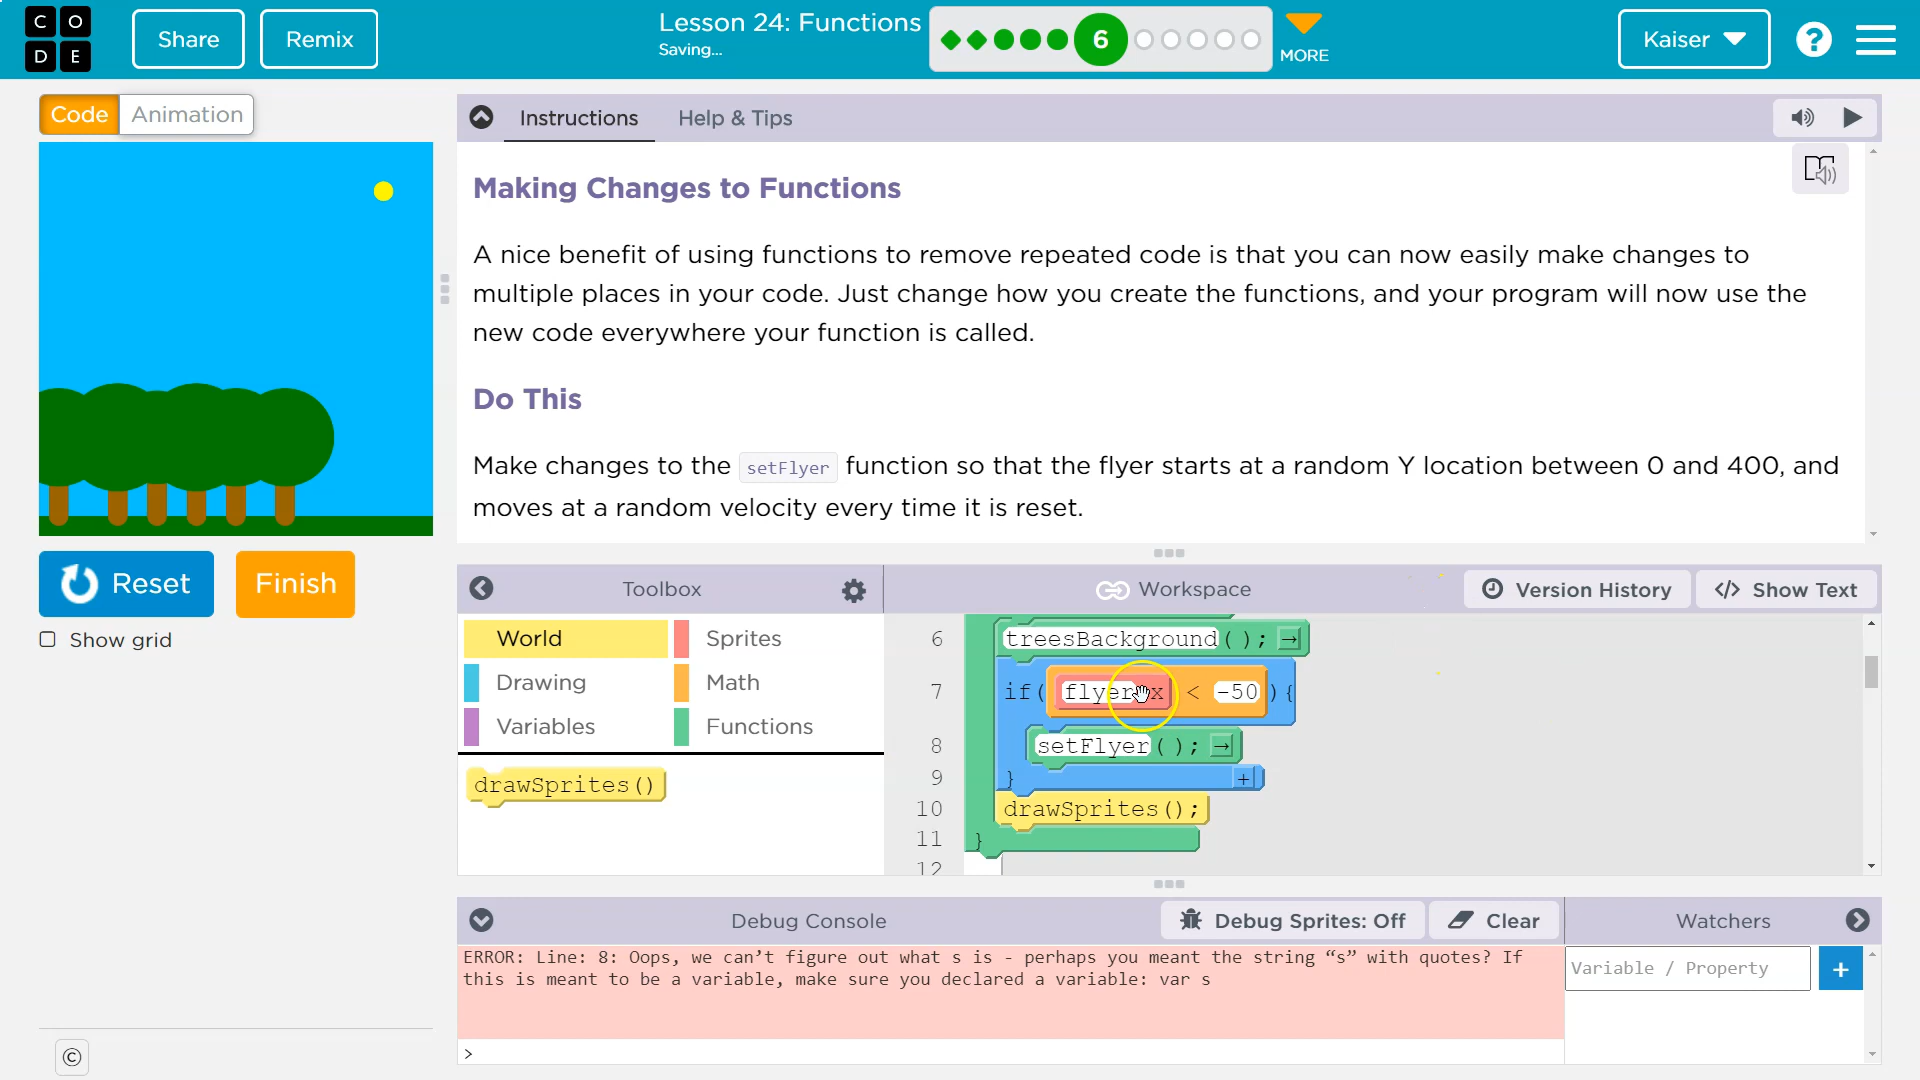 C O D E
Share
Remix
Lesson 24: Functions
Saving...
6
MORE
Kaiser
?
Code
Animation
Instructions
Help & Tips
Making Changes to Functions
A nice benefit of using functions to remove repeated code is that you can now easily make changes to
multiple places in your code. Just change how you create the functions, and your program will now use the
new code everywhere your function is called.
Do This
Make changes to the setFlyer function so that the flyer starts at a random Y location between 0 and 400, and
moves at a random velocity every time it is reset.
Reset
Finish
Show grid
Toolbox
Workspace
Version History
</> Show Text
World
Sprites
Drawing
Math
Variables
Functions
drawSprites()
6 treesBackground(); →
7 if( flyer.x < -50 ){
8 setFlyer(); →
9 } +
10 drawSprites();
11 }
12
Debug Console
Debug Sprites: Off
Clear
Watchers
ERROR: Line: 8: Oops, we can't figure out what s is - perhaps you meant the string “s” with quotes? If
this is meant to be a variable, make sure you declared a variable: var s
Variable / Property
+
>
©